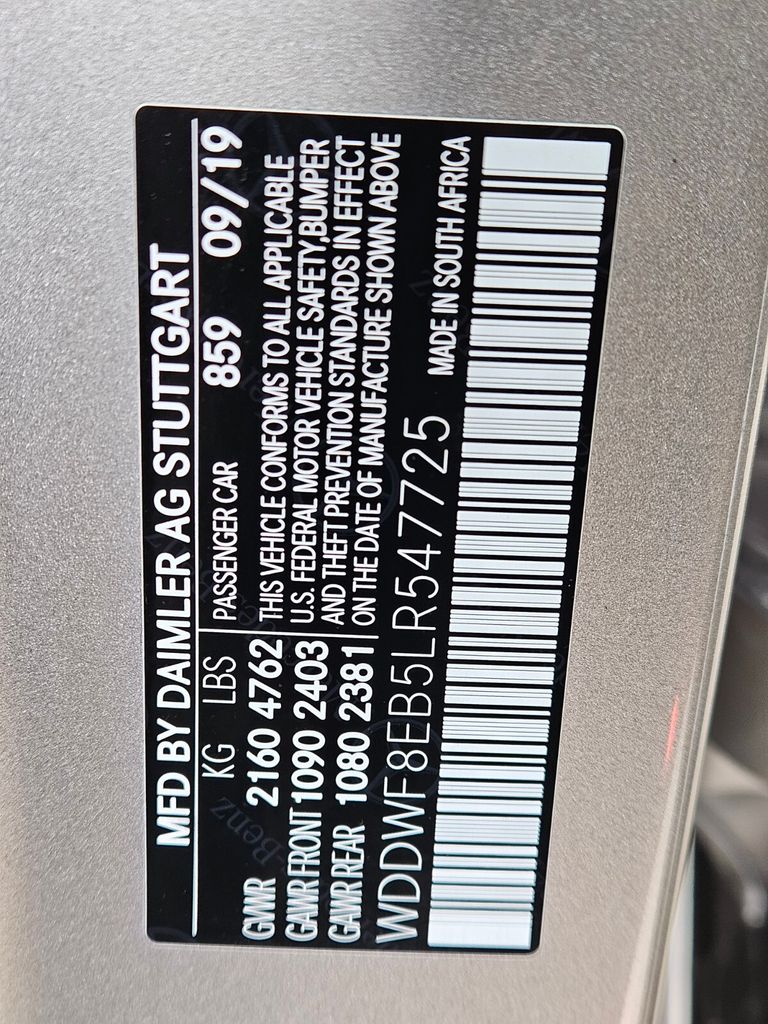 MFD BY DAIMLER AG STUTTGART
KG LBS PASSENGER CAR 859 09/19
GVWR 2160 4762 THIS VEHICLE CONFORMS TO ALL APPLICABLE
GAWR FRONT 1090 2403 U.S. FEDERAL MOTOR VEHICLE SAFETY,BUMPER
GAWR REAR 1080 2381 AND THEFT PREVENTION STANDARDS IN EFFECT
ON THE DATE OF MANUFACTURE SHOWN ABOVE
WDDWF8EB5LR547725
MADE IN SOUTH AFRICA